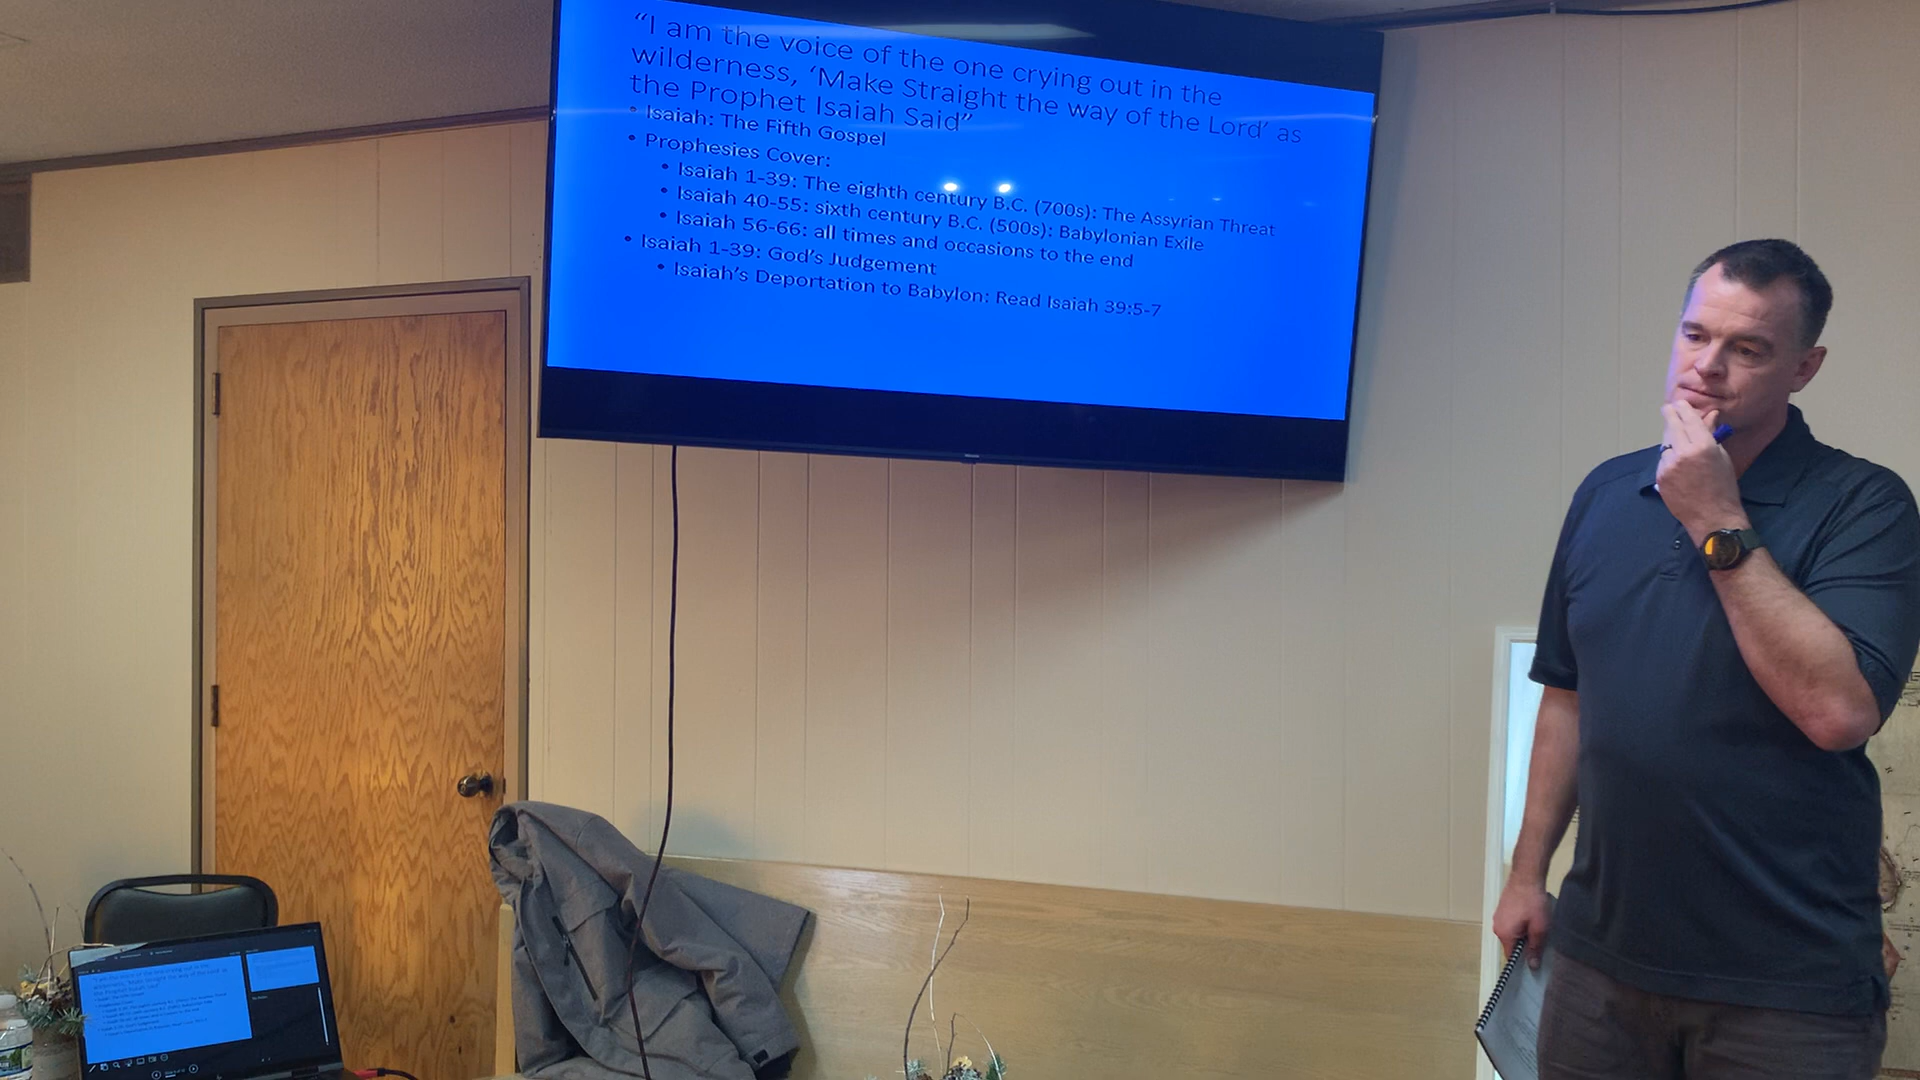 “I am the voice of the one crying out in the
wilderness, ‘Make Straight the way of the Lord’ as
the Prophet Isaiah Said”
• Isaiah: The Fifth Gospel
• Prophesies Cover:
• Isaiah 1-39: The eighth century B.C. (700s): The Assyrian Threat
• Isaiah 40-55: sixth century B.C. (500s): Babylonian Exile
• Isaiah 56-66: all times and occasions to the end
• Isaiah 1-39: God’s Judgement
• Isaiah’s Deportation to Babylon: Read Isaiah 39:5-7